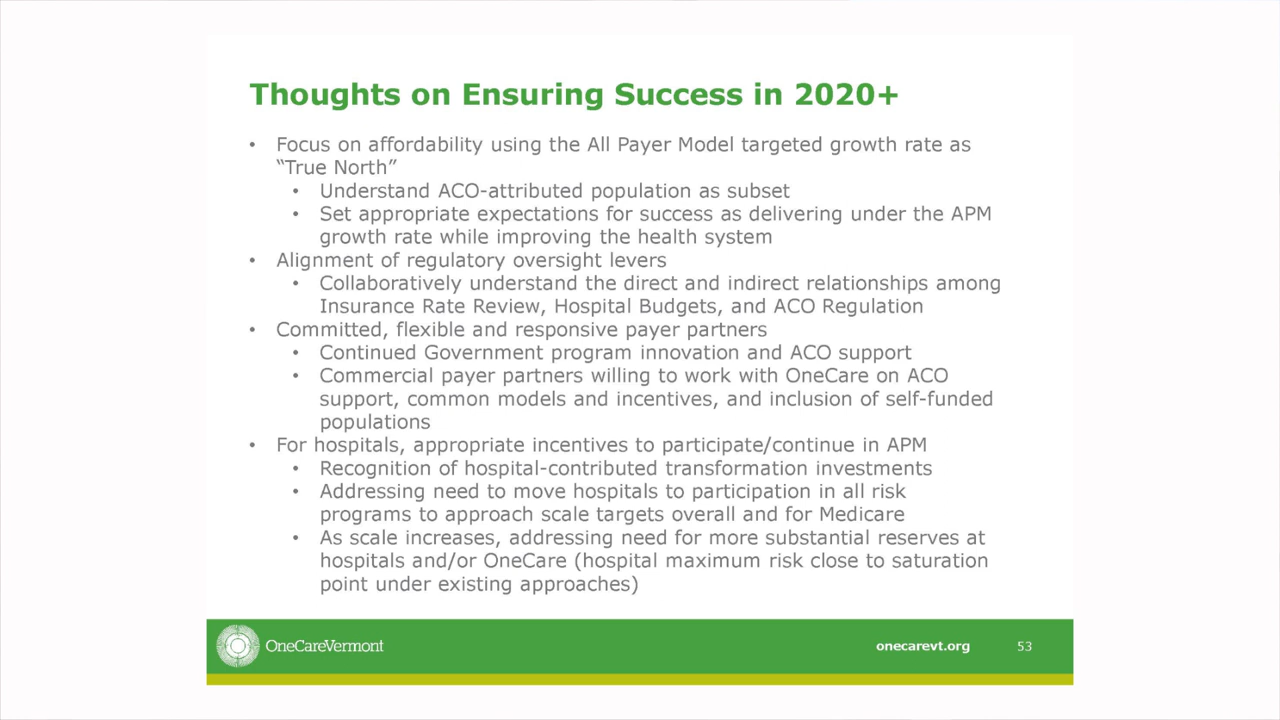 Thoughts on Ensuring Success in 2020+
• Focus on affordability using the All Payer Model targeted growth rate as
“True North”
• Understand ACO-attributed population as subset
• Set appropriate expectations for success as delivering under the APM
growth rate while improving the health system
• Alignment of regulatory oversight levers
• Collaboratively understand the direct and indirect relationships among
Insurance Rate Review, Hospital Budgets, and ACO Regulation
• Committed, flexible and responsive payer partners
• Continued Government program innovation and ACO support
• Commercial payer partners willing to work with OneCare on ACO
support, common models and incentives, and inclusion of self-funded
populations
• For hospitals, appropriate incentives to participate/continue in APM
• Recognition of hospital-contributed transformation investments
• Addressing need to move hospitals to participation in all risk
programs to approach scale targets overall and for Medicare
• As scale increases, addressing need for more substantial reserves at
hospitals and/or OneCare (hospital maximum risk close to saturation
point under existing approaches)
OneCareVermont
onecarevt.org
53